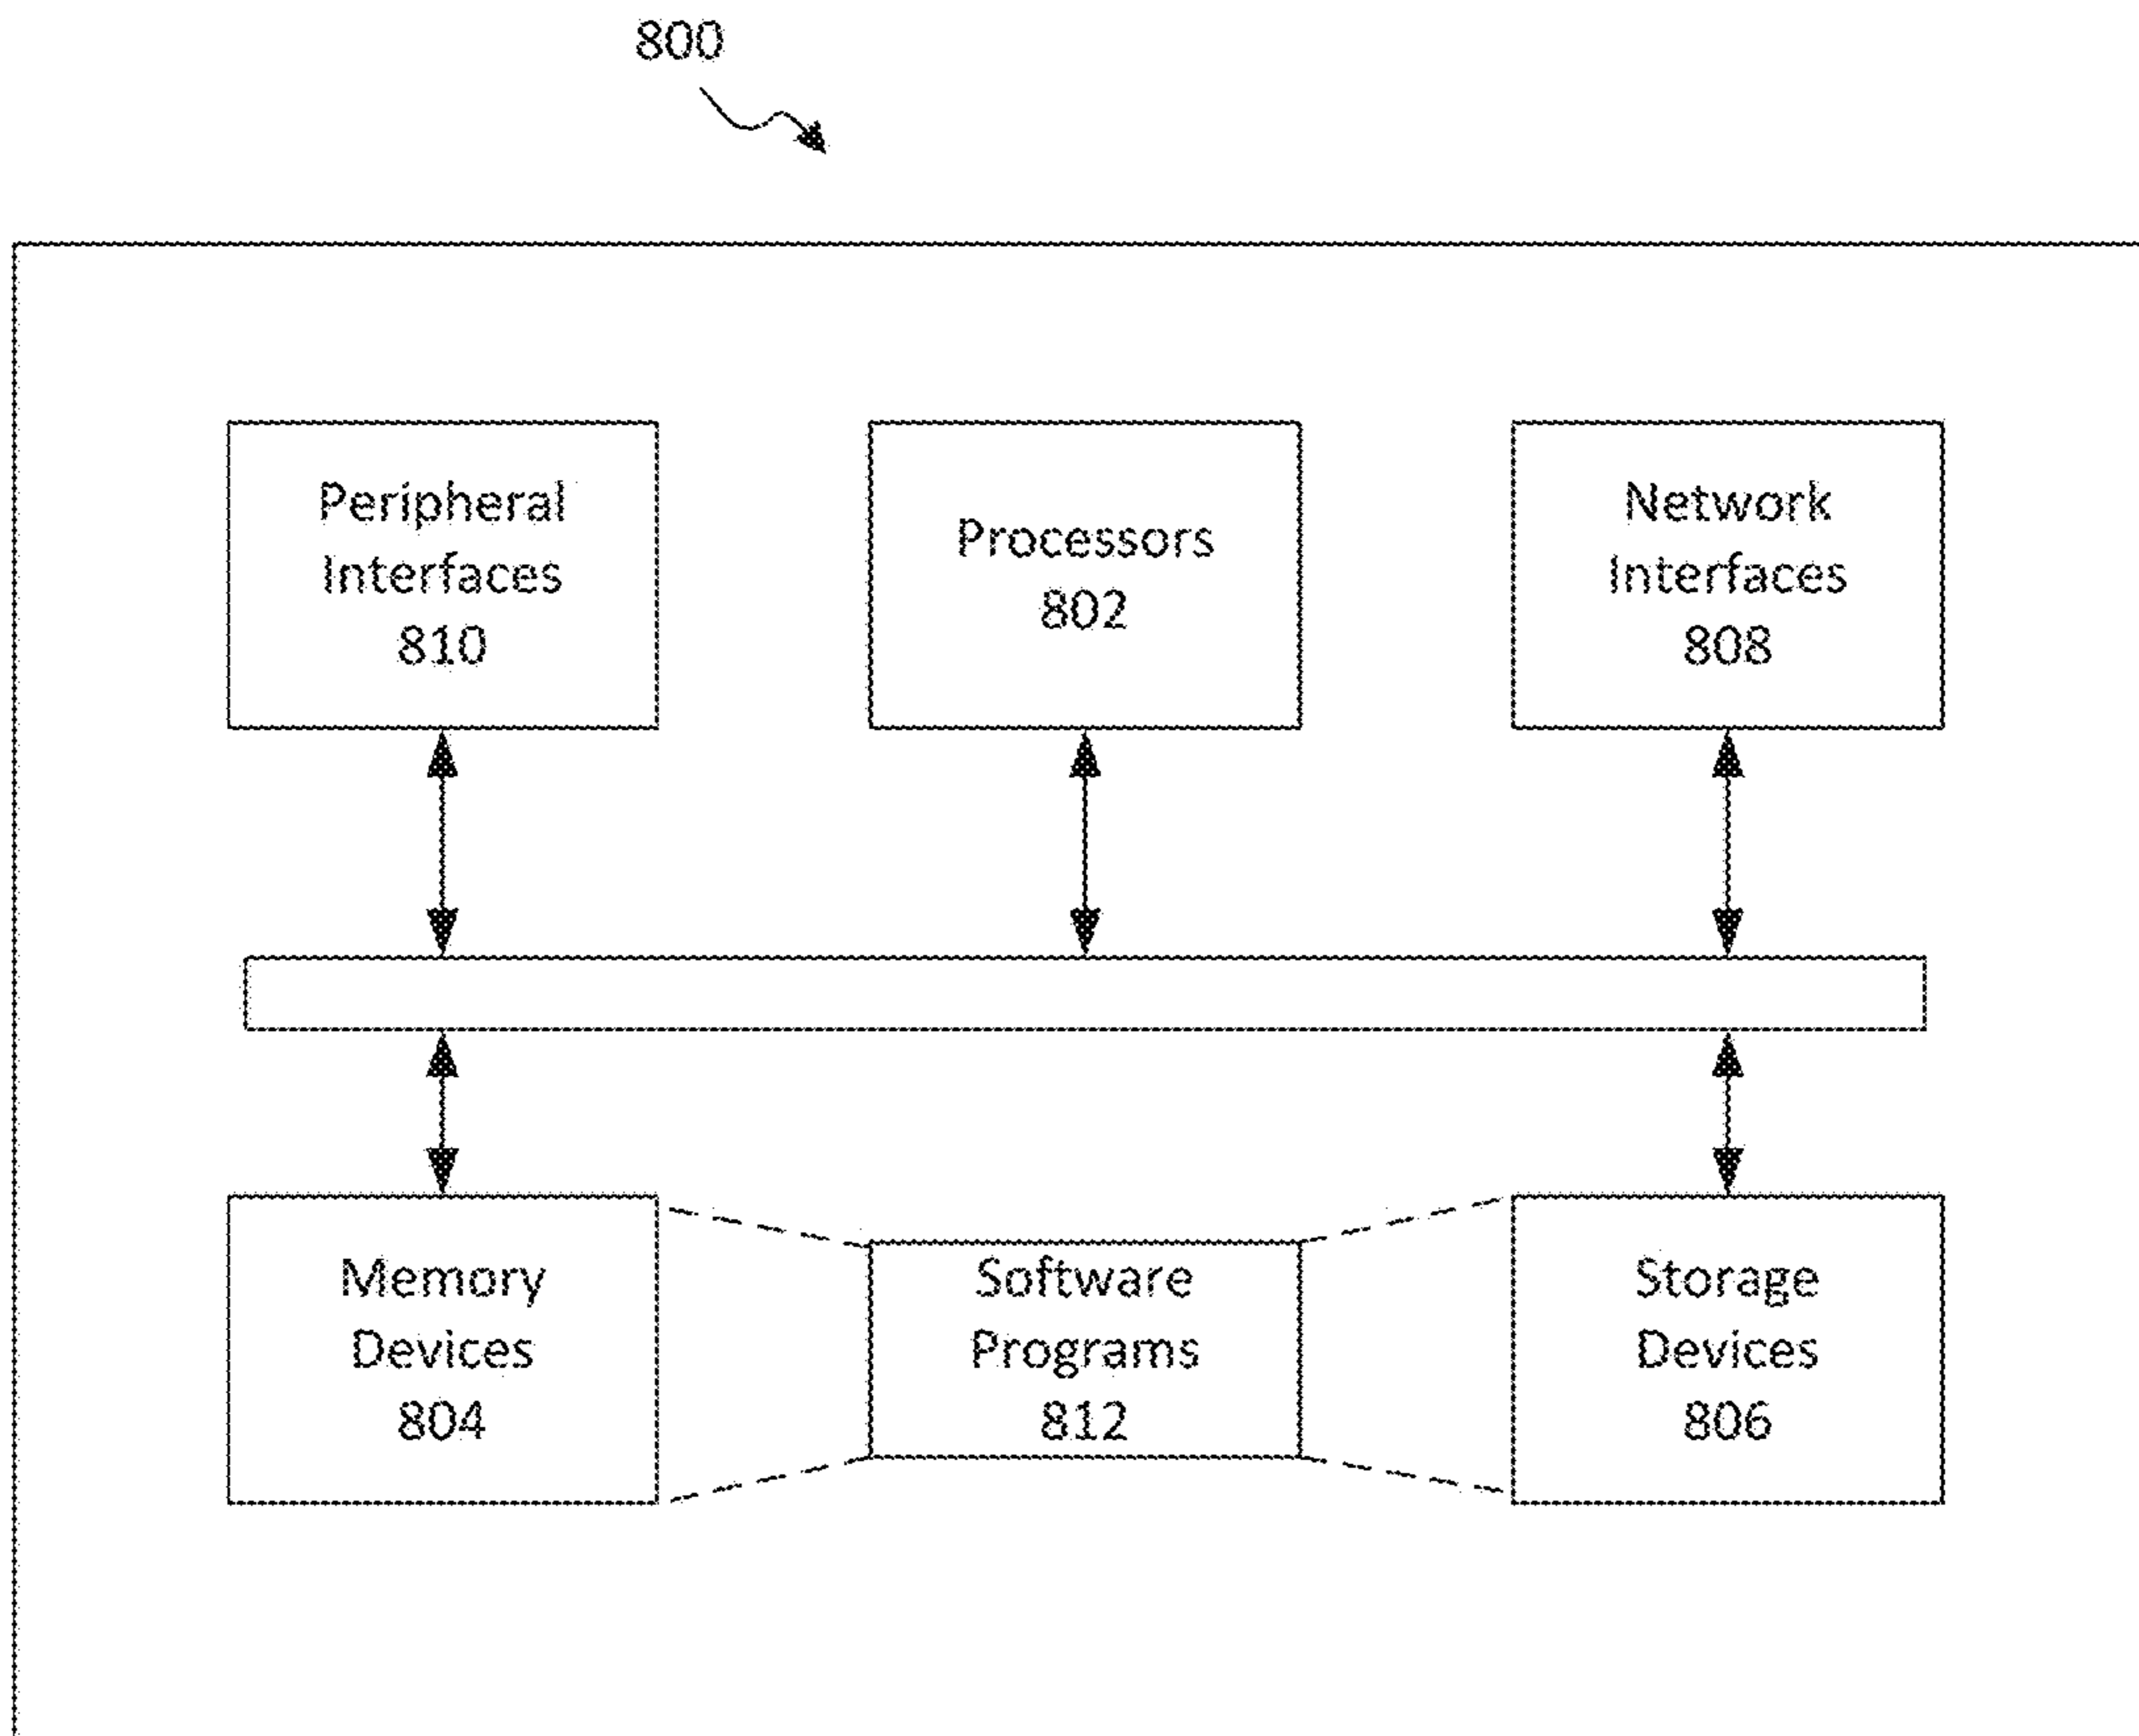 800
Peripheral
Interfaces
810
Processors
802
Network
Interfaces
808
Memory
Devices
804
Software
Programs
812
Storage
Devices
806